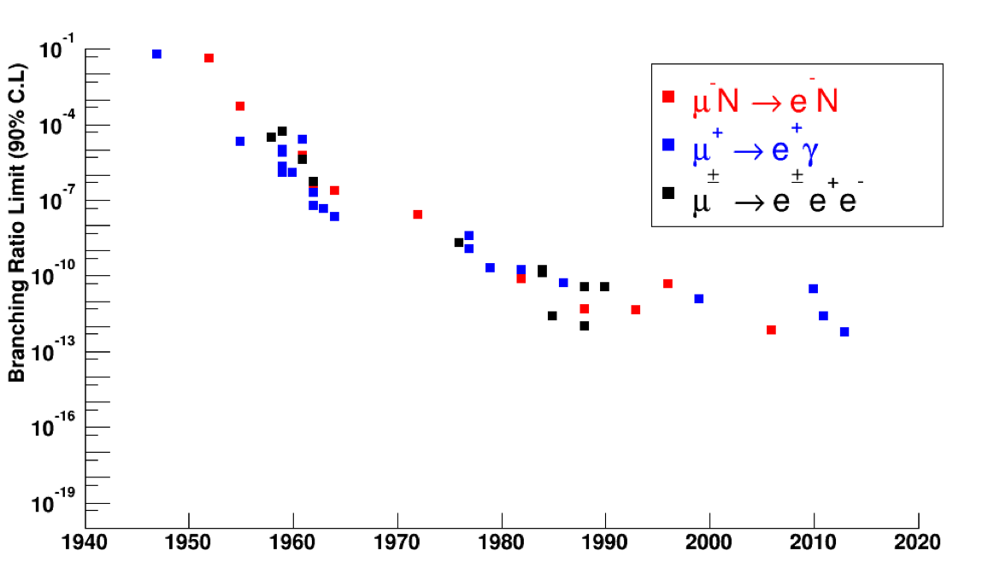 Branching Ratio Limit (90% C.L)
10⁻¹
10⁻⁴
10⁻⁷
10⁻¹⁰
10⁻¹³
10⁻¹⁶
10⁻¹⁹
μ⁻N → e⁻N
μ⁺ → e⁺γ
μ± → e± e⁺e⁻
1940 1950 1960 1970 1980 1990 2000 2010 2020